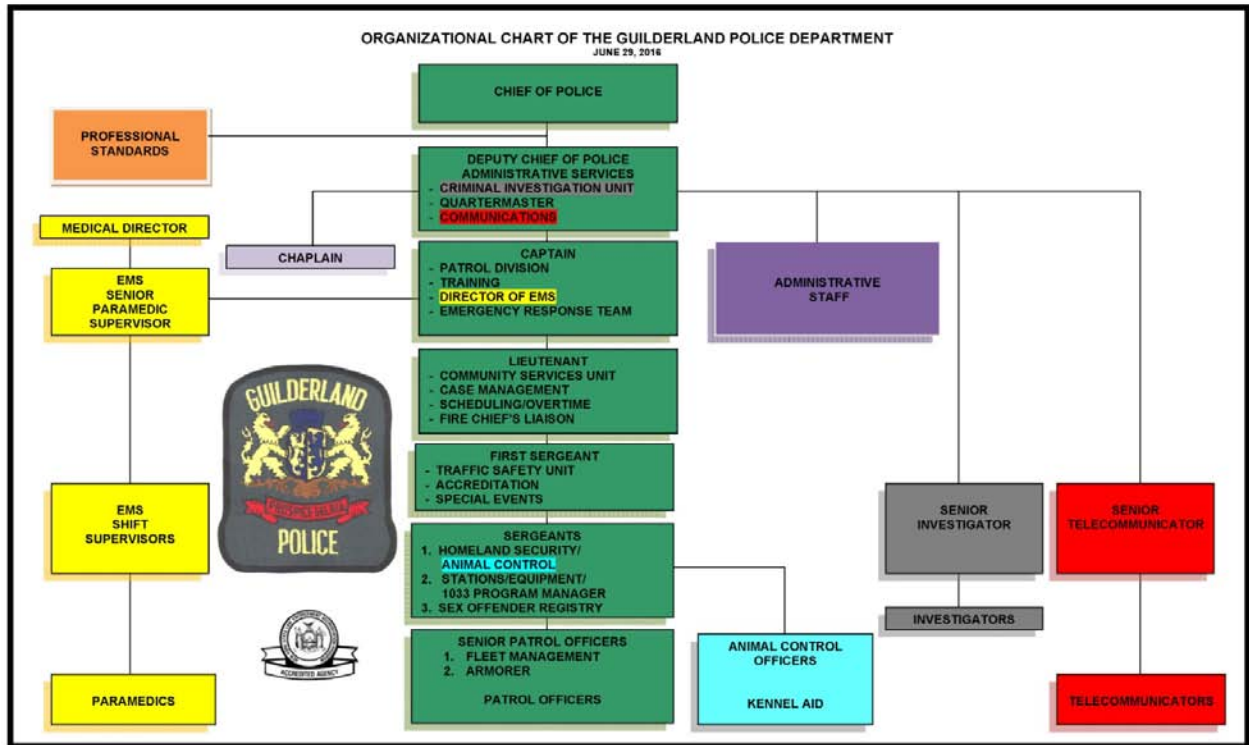 ORGANIZATIONAL CHART OF THE GUILDERLAND POLICE DEPARTMENT
JUNE 29, 2016
CHIEF OF POLICE
PROFESSIONAL
STANDARDS
DEPUTY CHIEF OF POLICE
ADMINISTRATIVE SERVICES
- CRIMINAL INVESTIGATION UNIT
- QUARTERMASTER
- COMMUNICATIONS
MEDICAL DIRECTOR
CHAPLAIN
CAPTAIN
- PATROL DIVISION
- TRAINING
- DIRECTOR OF EMS
- EMERGENCY RESPONSE TEAM
ADMINISTRATIVE
STAFF
EMS
SENIOR
PARAMEDIC
SUPERVISOR
LIEUTENANT
- COMMUNITY SERVICES UNIT
- CASE MANAGEMENT
- SCHEDULING/OVERTIME
- FIRE CHIEF'S LIAISON
GUILDERLAND
POLICE
FIRST SERGEANT
- TRAFFIC SAFETY UNIT
- ACCREDITATION
- SPECIAL EVENTS
EMS
SHIFT
SUPERVISORS
SENIOR
INVESTIGATOR
SENIOR
TELECOMMUNICATOR
SERGEANTS
1. HOMELAND SECURITY/
ANIMAL CONTROL
2. STATIONS/EQUIPMENT/
1033 PROGRAM MANAGER
3. SEX OFFENDER REGISTRY
INVESTIGATORS
ACCREDITED AGENCY
SENIOR PATROL OFFICERS
1. FLEET MANAGEMENT
2. ARMORER
PATROL OFFICERS
ANIMAL CONTROL
OFFICERS
KENNEL AID
PARAMEDICS
TELECOMMUNICATORS